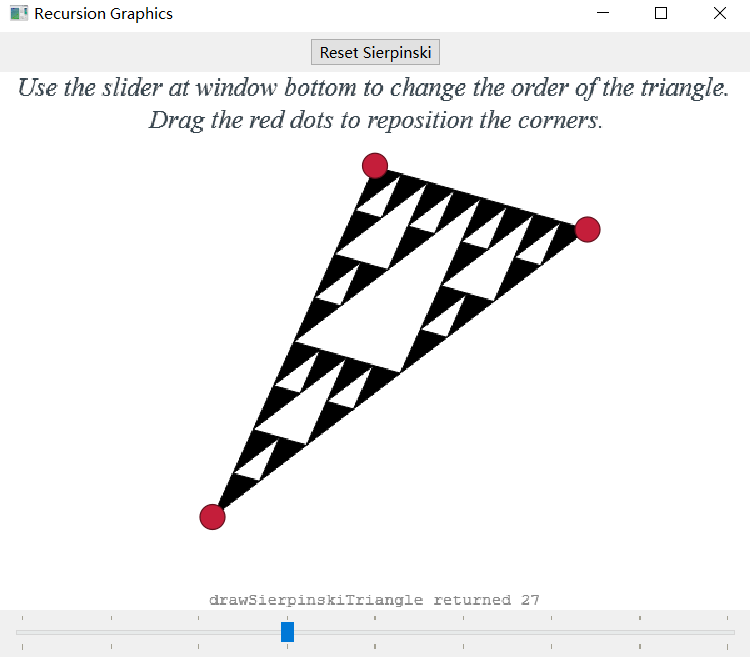 Recursion Graphics
Reset Sierpinski
Use the slider at window bottom to change the order of the triangle.
Drag the red dots to reposition the corners.
drawSierpinskiTriangle returned 27